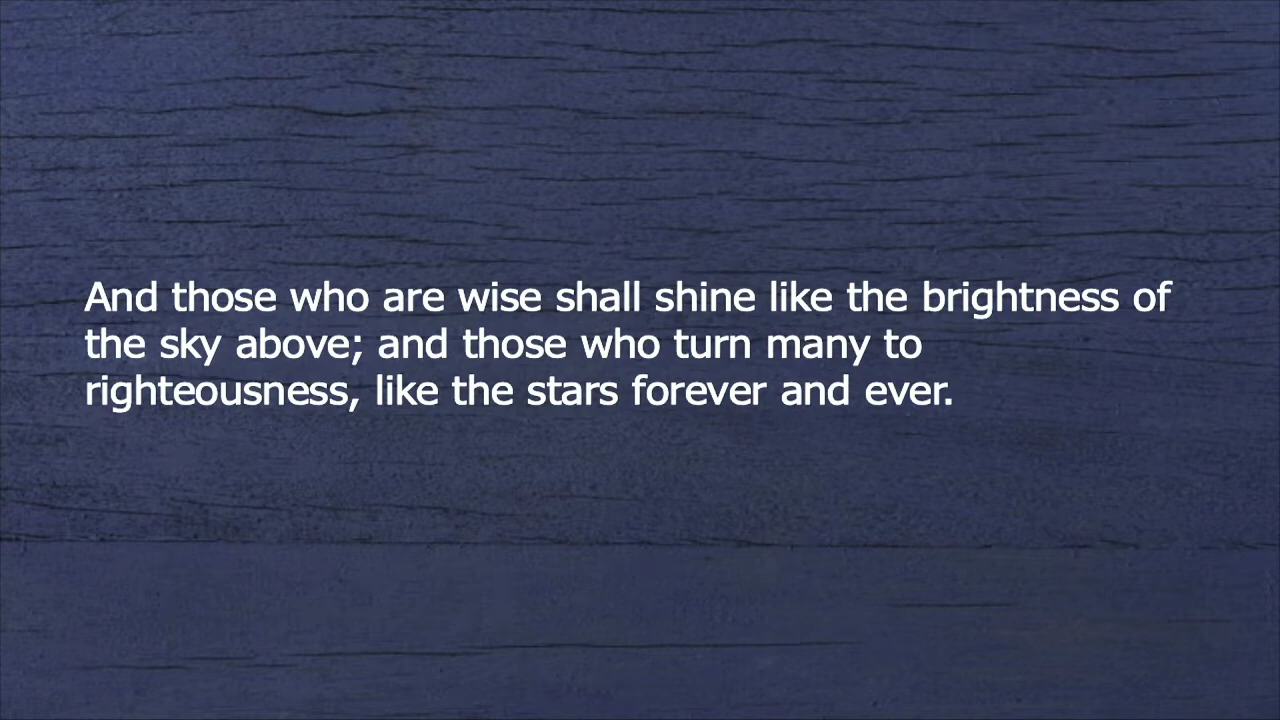 And those who are wise shall shine like the brightness of
the sky above; and those who turn many to
righteousness, like the stars forever and ever.